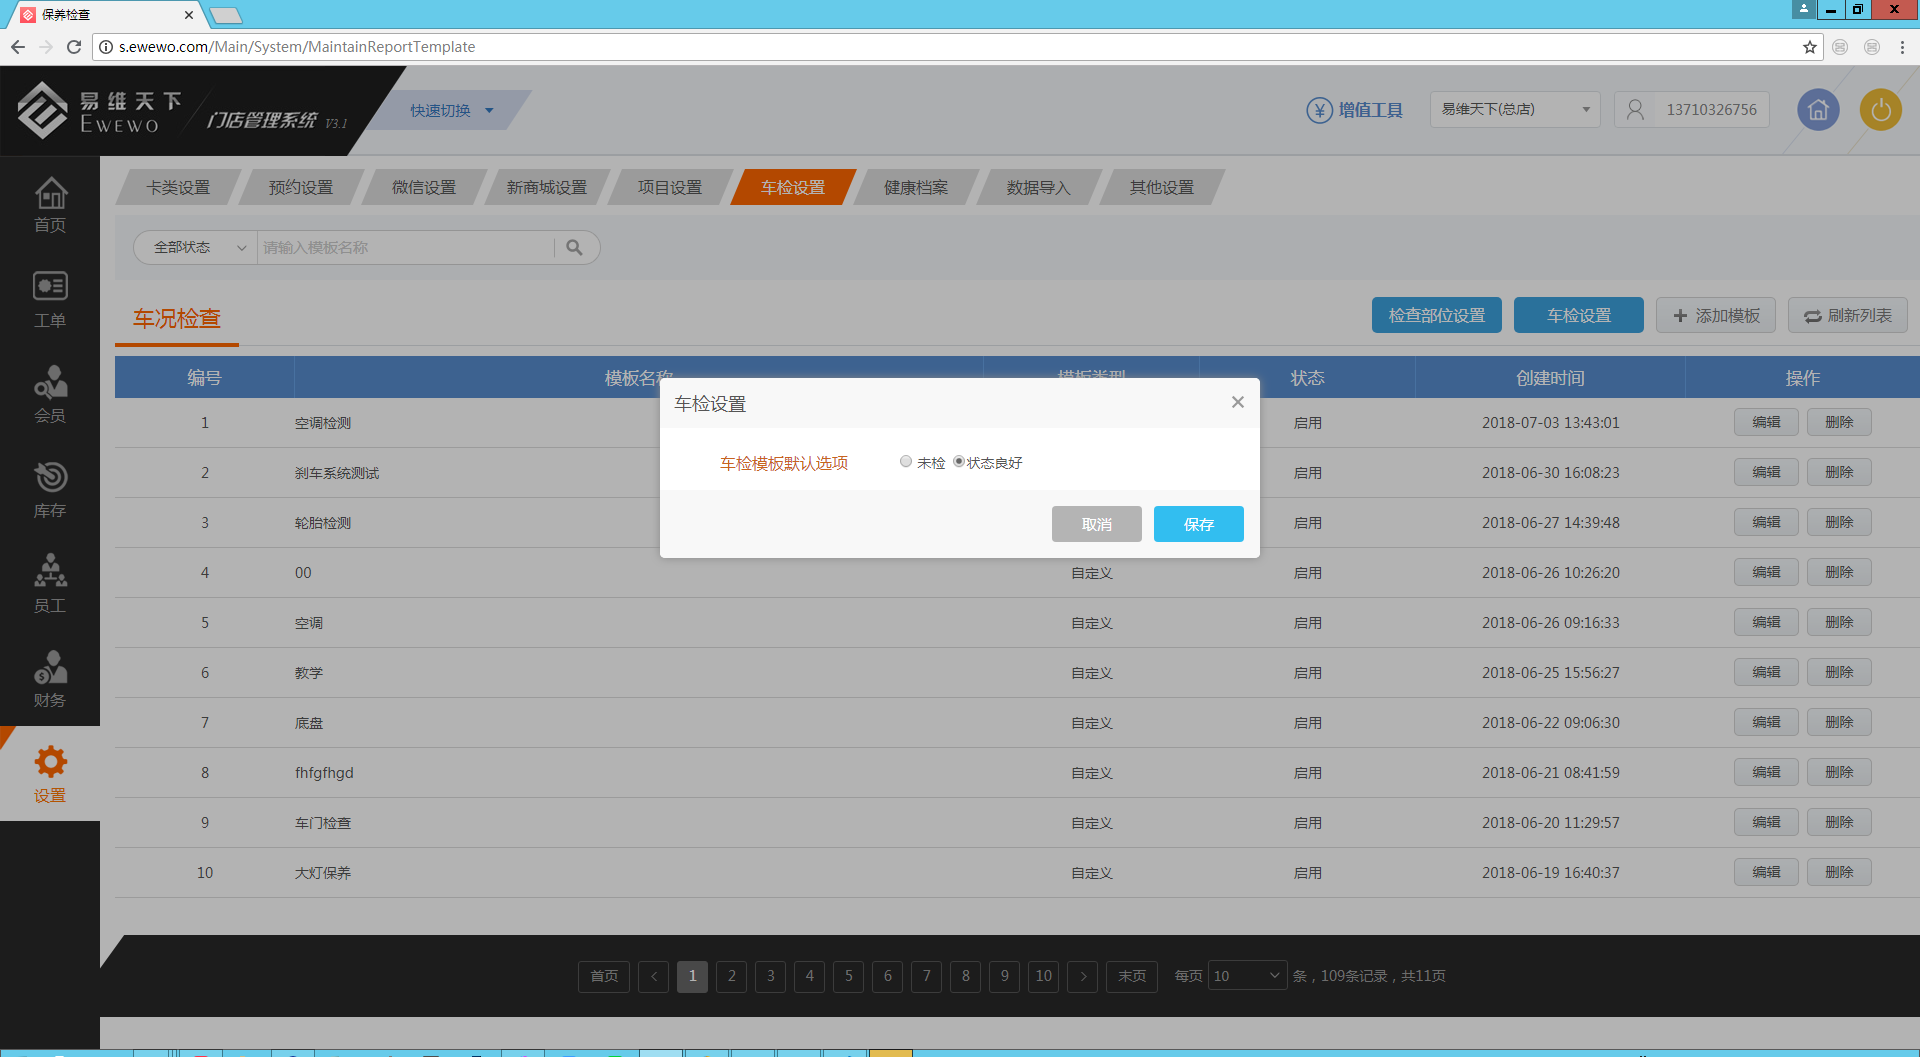 保养检查
s.ewewo.com/Main/System/MaintainReportTemplate
易维天下
EWEWO
门店管理系统 V3.1
快速切换
¥ 增值工具
易维天下(总店)
13710326756
首页
工单
会员
库存
员工
财务
设置
卡类设置 预约设置 微信设置 新商城设置 项目设置 车检设置 健康档案 数据导入 其他设置
全部状态 请输入模板名称
车况检查
检查部位设置 车检设置 添加模板 刷新列表
编号 模板名称 模板类型 状态 创建时间 操作
1 空调检测 启用 2018-07-03 13:43:01 编辑 删除
2 刹车系统测试 启用 2018-06-30 16:08:23 编辑 删除
3 轮胎检测 启用 2018-06-27 14:39:48 编辑 删除
4 00 自定义 启用 2018-06-26 10:26:20 编辑 删除
5 空调 自定义 启用 2018-06-26 09:16:33 编辑 删除
6 教学 自定义 启用 2018-06-25 15:56:27 编辑 删除
7 底盘 自定义 启用 2018-06-22 09:06:30 编辑 删除
8 fhfgfhgd 自定义 启用 2018-06-21 08:41:59 编辑 删除
9 车门检查 自定义 启用 2018-06-20 11:29:57 编辑 删除
10 大灯保养 自定义 启用 2018-06-19 16:40:37 编辑 删除
车检设置
车检模板默认选项 未检 状态良好
取消 保存
首页 < 1 2 3 4 5 6 7 8 9 10 > 末页 每页 10 条，109条记录，共11页